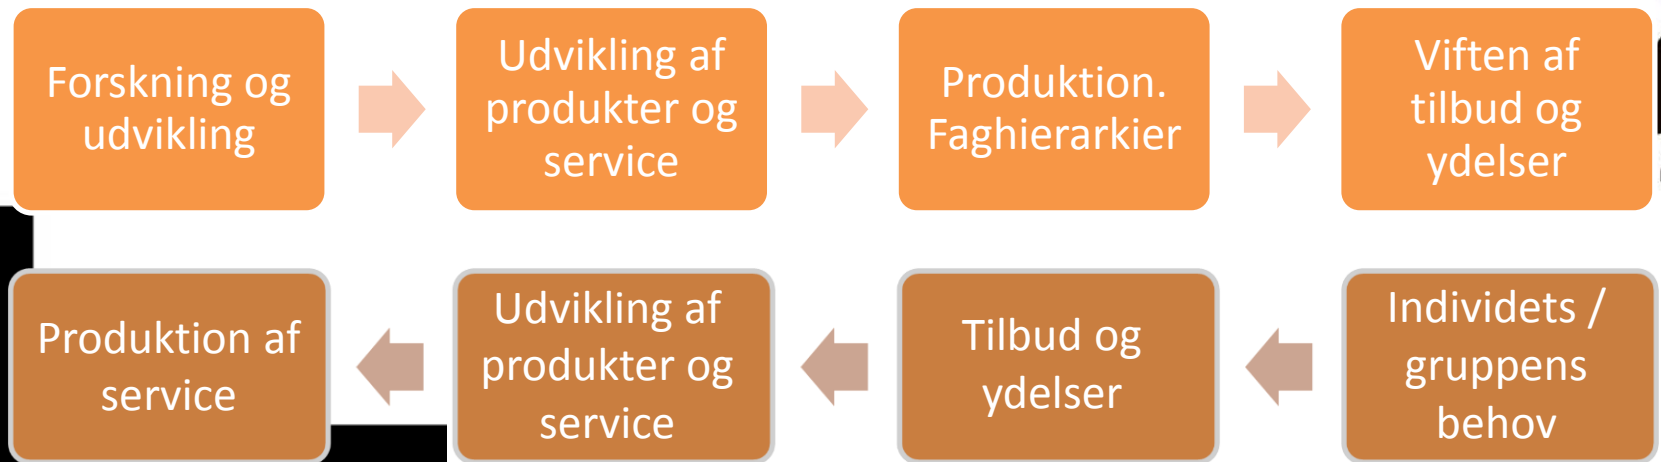 Forskning og
udvikling
Udvikling af
produkter og
service
Produktion.
Faghierarkier
Viften af
tilbud og
ydelser
Produktion af
service
Udvikling af
produkter og
service
Tilbud og
ydelser
Individets /
gruppens
behov